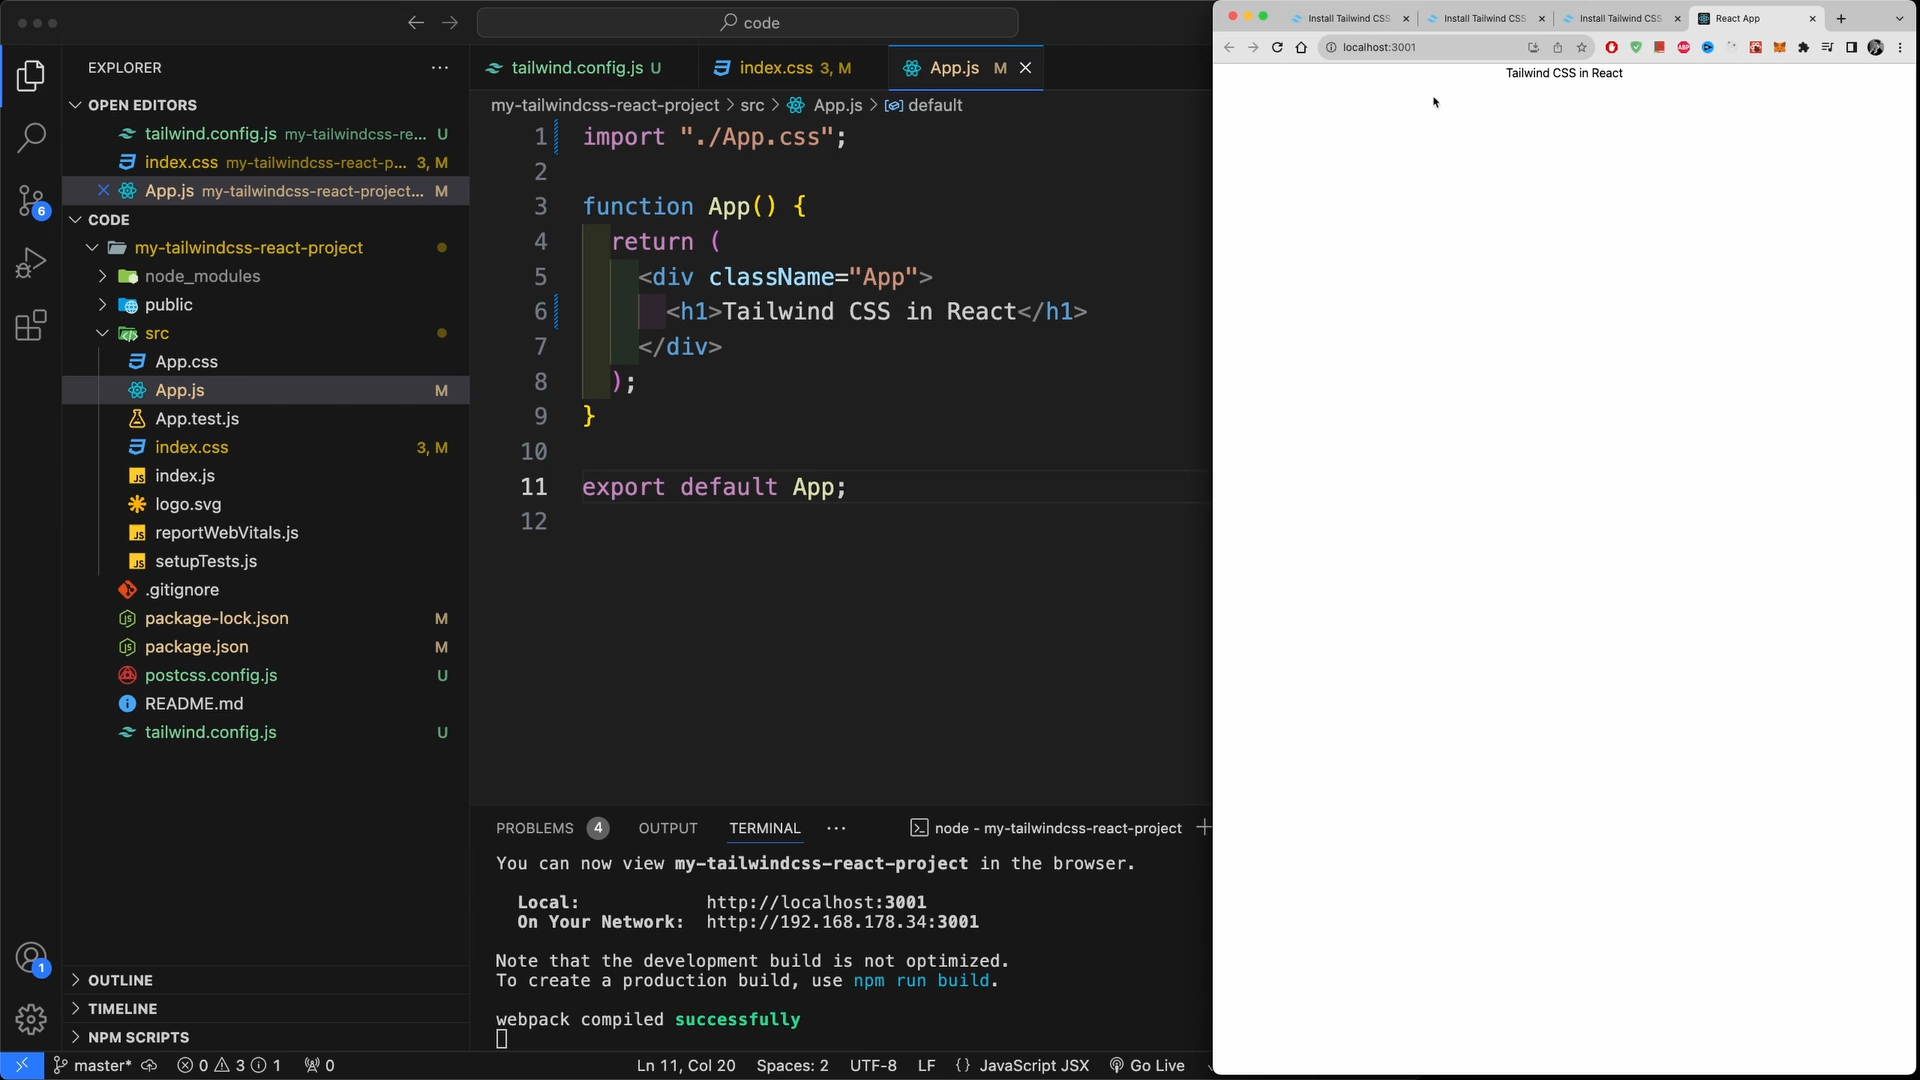 code
EXPLORER
OPEN EDITORS
tailwind.config.js my-tailwindcss-re... U
index.css my-tailwindcss-react-p... 3, M
App.js my-tailwindcss-react-project... M
CODE
my-tailwindcss-react-project
node_modules
public
src
App.css
App.js M
App.test.js
index.css 3, M
index.js
logo.svg
reportWebVitals.js
setupTests.js
.gitignore
package-lock.json M
package.json M
postcss.config.js U
README.md
tailwind.config.js U
OUTLINE
TIMELINE
NPM SCRIPTS
6
1
tailwind.config.js U
index.css 3, M
App.js M
my-tailwindcss-react-project > src > App.js > default
1 import "./App.css";
2
3 function App() {
4 return (
5 <div className="App">
6 <h1>Tailwind CSS in React</h1>
7 </div>
8 );
9 }
10
11 export default App;
12
PROBLEMS 4 OUTPUT TERMINAL node - my-tailwindcss-react-project
You can now view my-tailwindcss-react-project in the browser.
Local: http://localhost:3001
On Your Network: http://192.168.178.34:3001
Note that the development build is not optimized.
To create a production build, use npm run build.
webpack compiled successfully
master* 0 3 1 0 Ln 11, Col 20 Spaces: 2 UTF-8 LF {} JavaScript JSX Go Live
Install Tailwind CSS Install Tailwind CSS Install Tailwind CSS React App
localhost:3001
ABP
Tailwind CSS in React